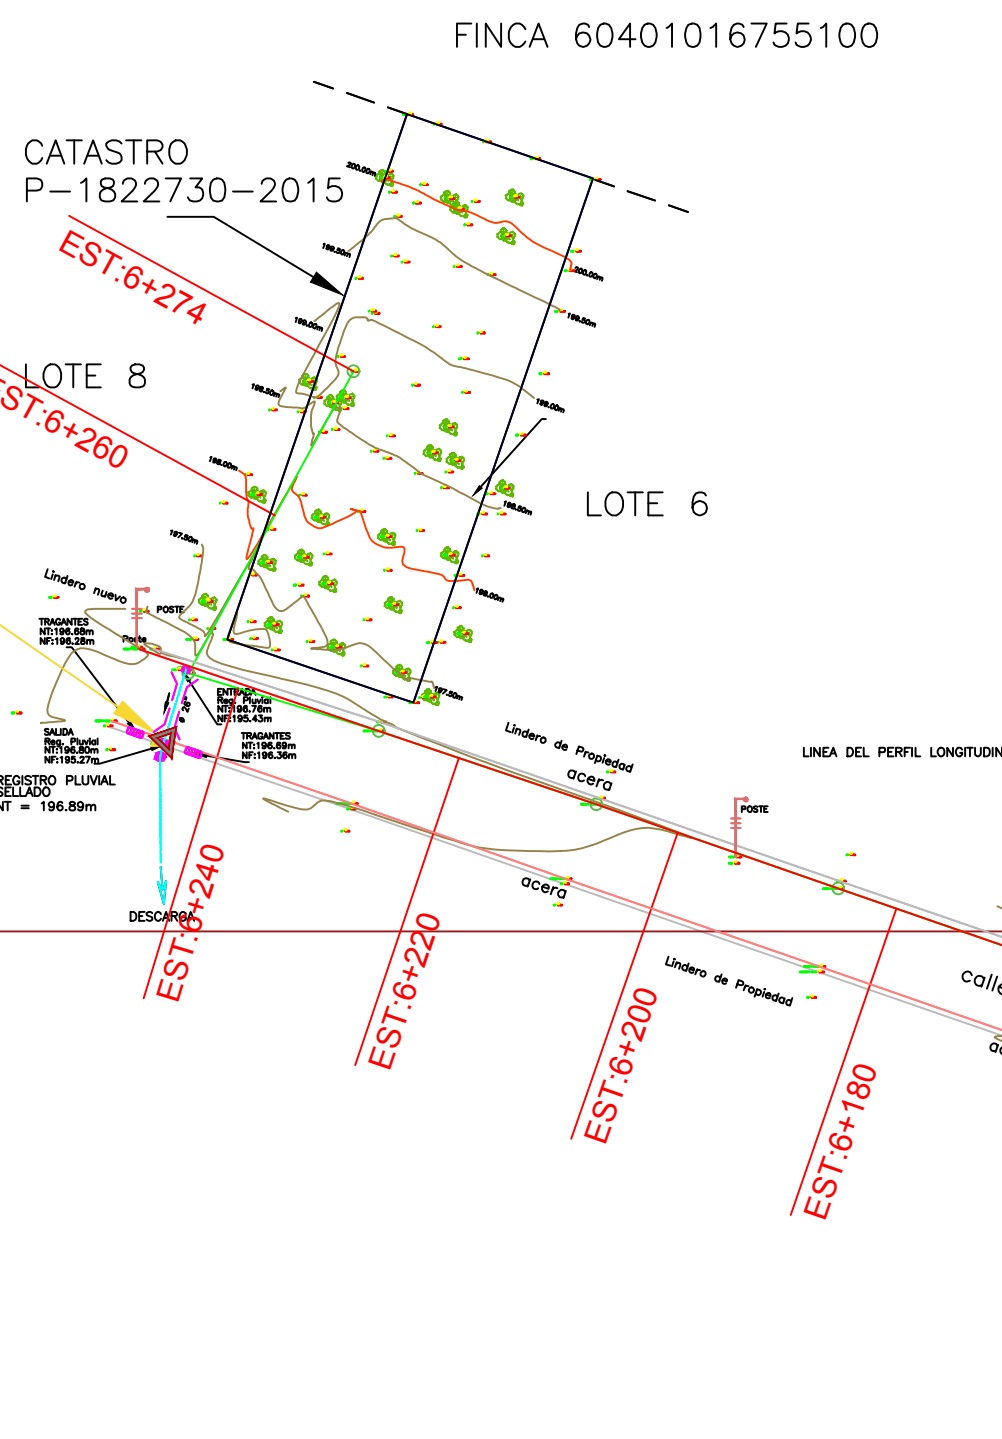 FINCA 60401016755100
CATASTRO
P-1822730-2015
200.00m
EST:6+274
199.50m
200.00m
199.00m
199.50m
LOTE 8
198.50m
199.00m
EST:6+260
198.00m
LOTE 6
198.50m
197.50m
Lindero nuevo
198.00m
POSTE
TRAGANTES
NT:196.68m
NF:196.28m
Poste
197.50m
ø 26"
ENTRADA
Reg. Pluvial
NT:196.76m
NF:195.43m
SALIDA
Reg. Pluvial
NT:196.80m
NF:195.27m
TRAGANTES
NT:196.69m
NF:196.36m
Lindero de Propiedad
acera
LINEA DEL PERFIL LONGITUDIN
REGISTRO PLUVIAL
SELLADO
NT = 196.89m
POSTE
acera
DESCARGA
EST:6+240
EST:6+220
EST:6+200
EST:6+180
Lindero de Propiedad
calle